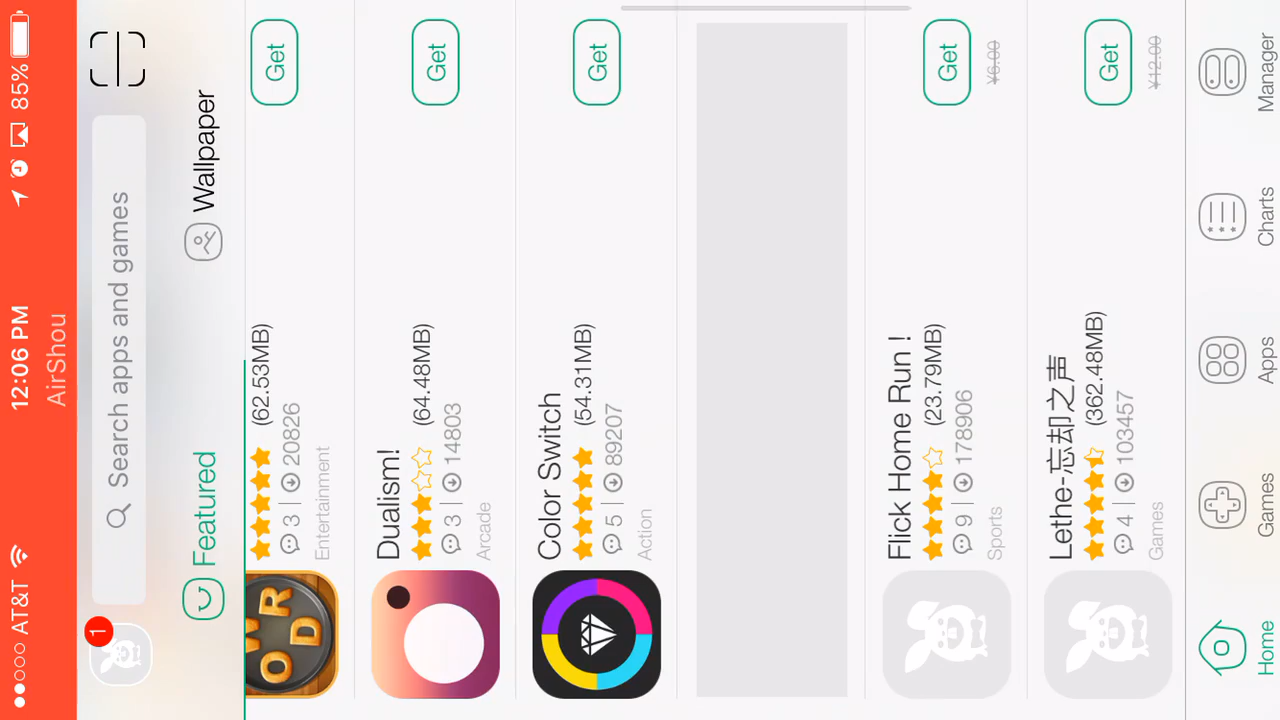 AT&T 12:06 PM 85%
AirShou
1
Search apps and games
Featured Wallpaper
WORD
(62.53MB)
3 | 20826
Entertainment
Get
Dualism!
(64.48MB)
3 | 14803
Arcade
Get
Color Switch
(54.31MB)
5 | 89207
Action
Get
Flick Home Run !
(23.79MB)
9 | 178906
Sports
Get
¥6.00
Lethe-忘却之声
(362.48MB)
4 | 103457
Games
Get
¥12.00
Home Games Apps Charts Manager